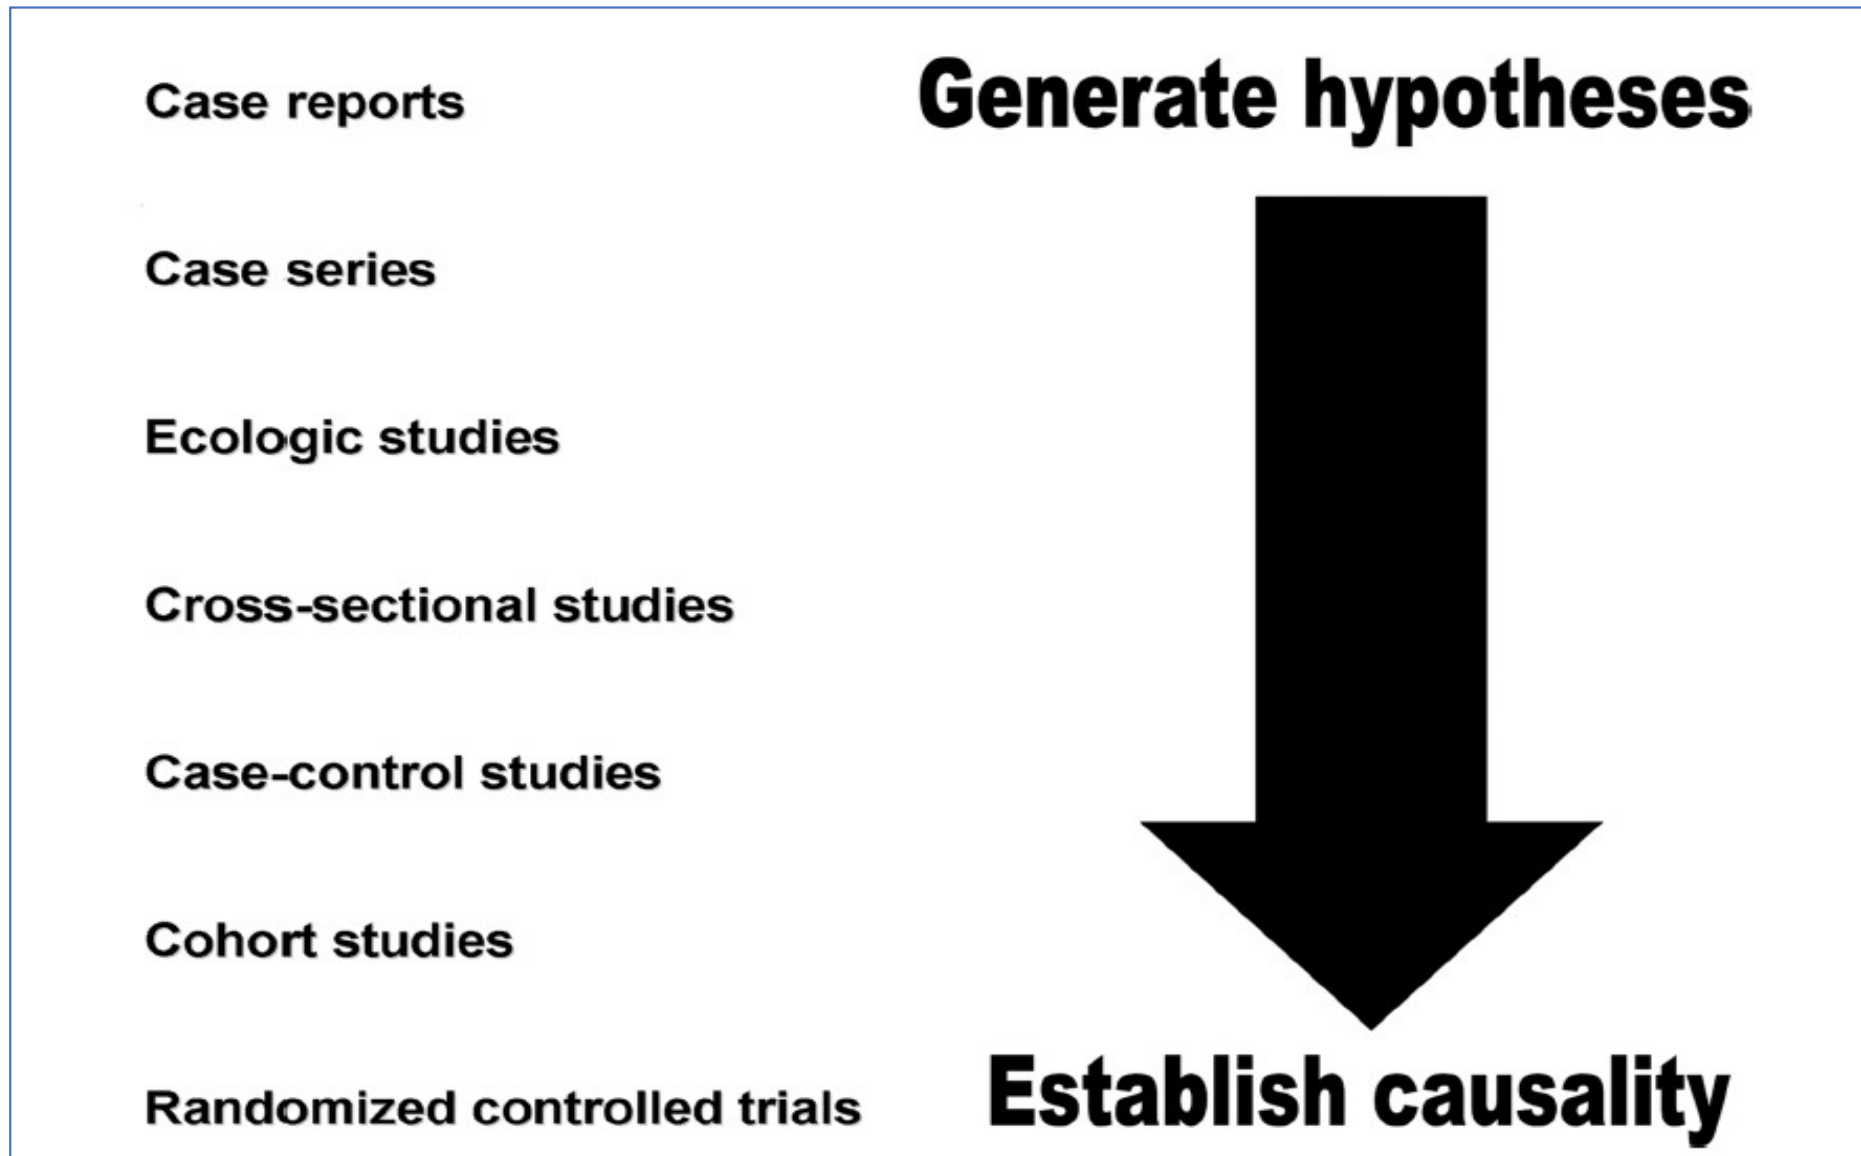 Case reports
Generate hypotheses
Case series
Ecologic studies
Cross-sectional studies
Case-control studies
Cohort studies
Randomized controlled trials
Establish causality